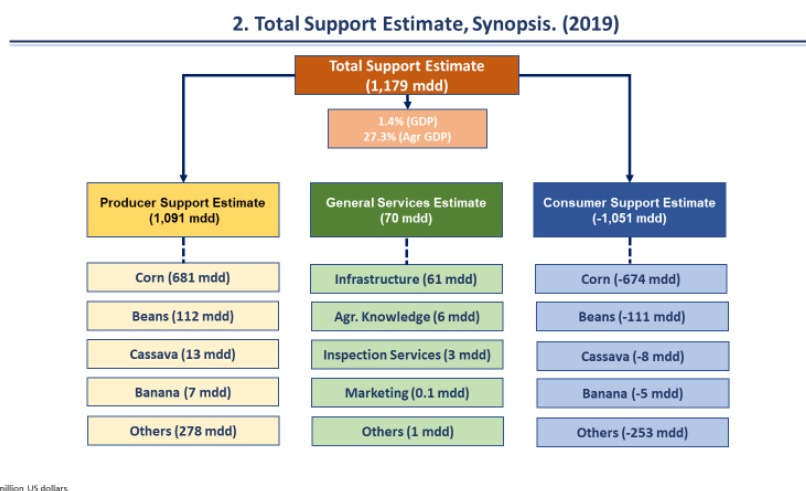 2. Total Support Estimate, Synopsis. (2019)
Total Support Estimate
(1,179 mdd)
1.4% (GDP)
27.3% (Agr GDP)
Producer Support Estimate
(1,091 mdd)
General Services Estimate
(70 mdd)
Consumer Support Estimate
(-1,051 mdd)
Corn (681 mdd)
Infrastructure (61 mdd)
Corn (-674 mdd)
Beans (112 mdd)
Agr. Knowledge (6 mdd)
Beans (-111 mdd)
Cassava (13 mdd)
Inspection Services (3 mdd)
Cassava (-8 mdd)
Banana (7 mdd)
Marketing (0.1 mdd)
Banana (-5 mdd)
Others (278 mdd)
Others (1 mdd)
Others (-253 mdd)
US dollars